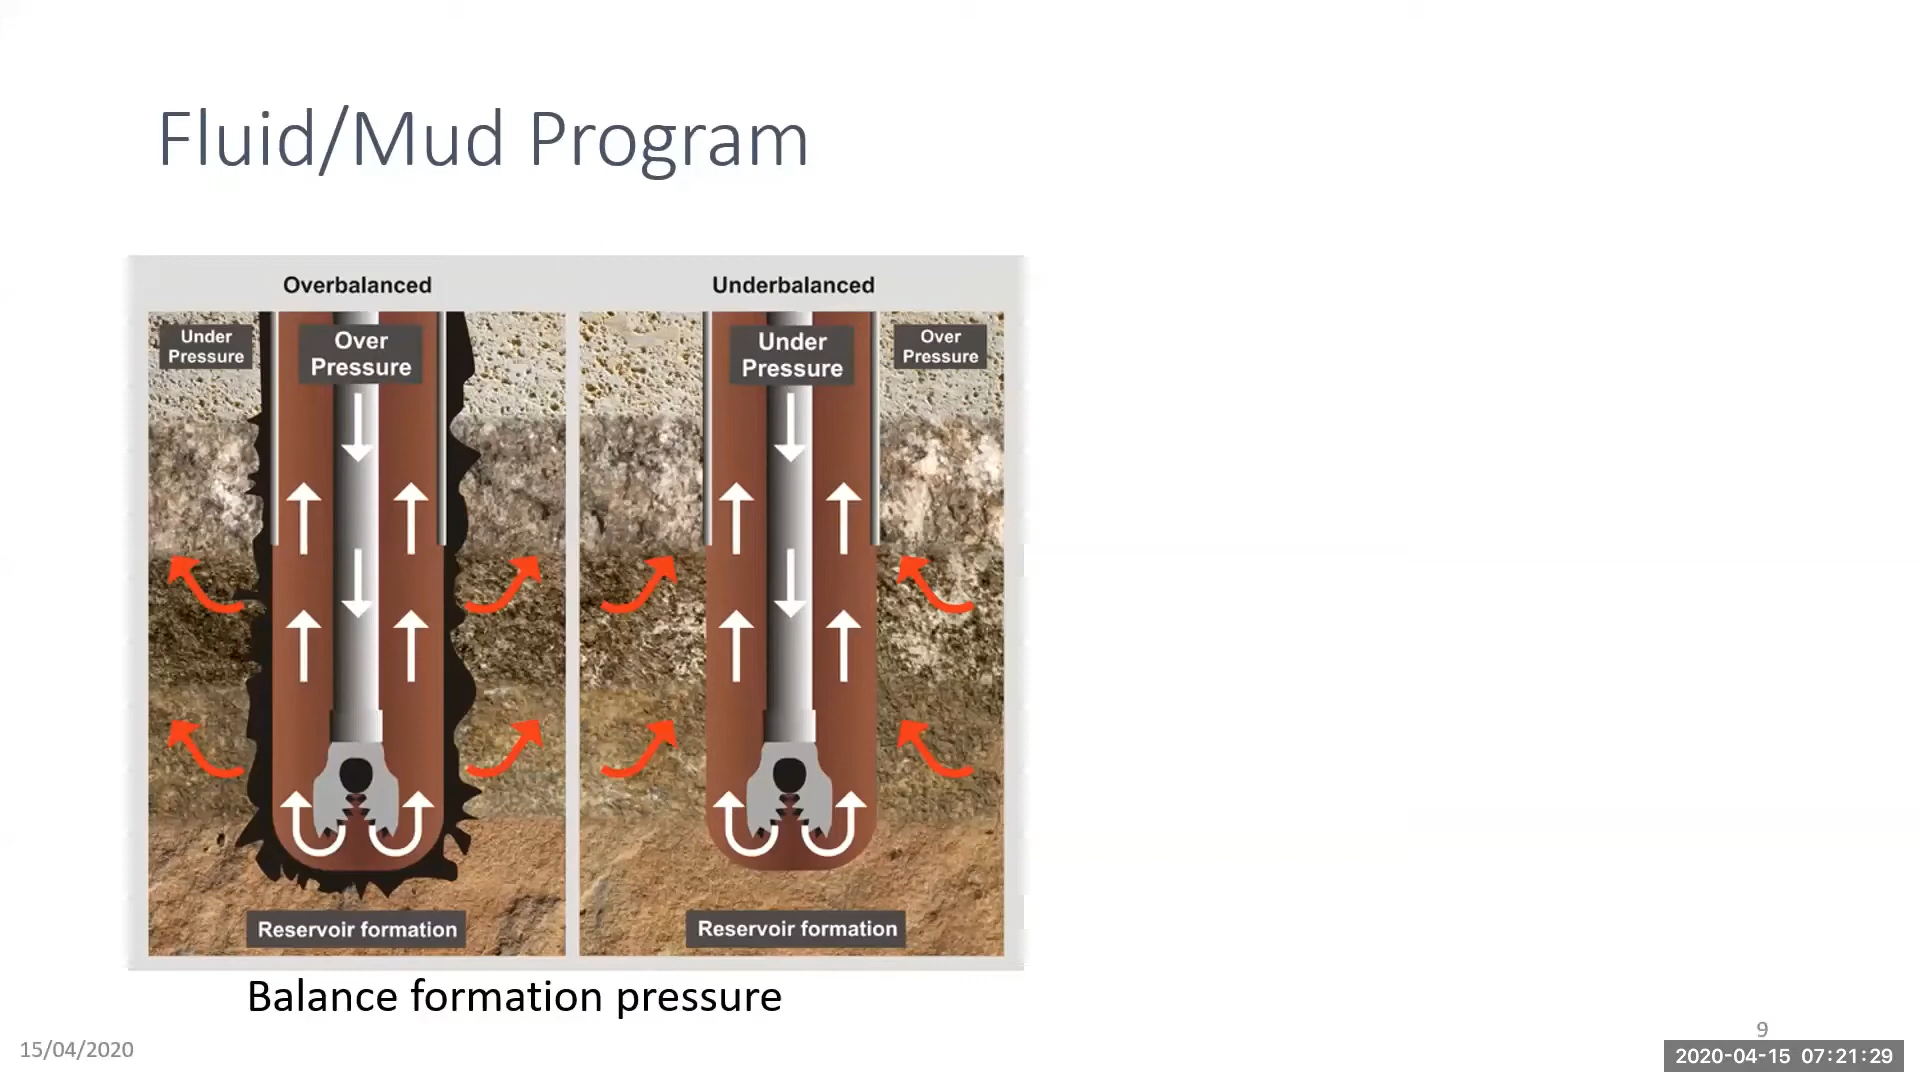 Fluid/Mud Program
Overbalanced
Underbalanced
Under
Pressure
Over
Pressure
Under
Pressure
Over
Pressure
Reservoir formation
Reservoir formation
Balance formation pressure
15/04/2020
9
2020-04-15 07:21:29